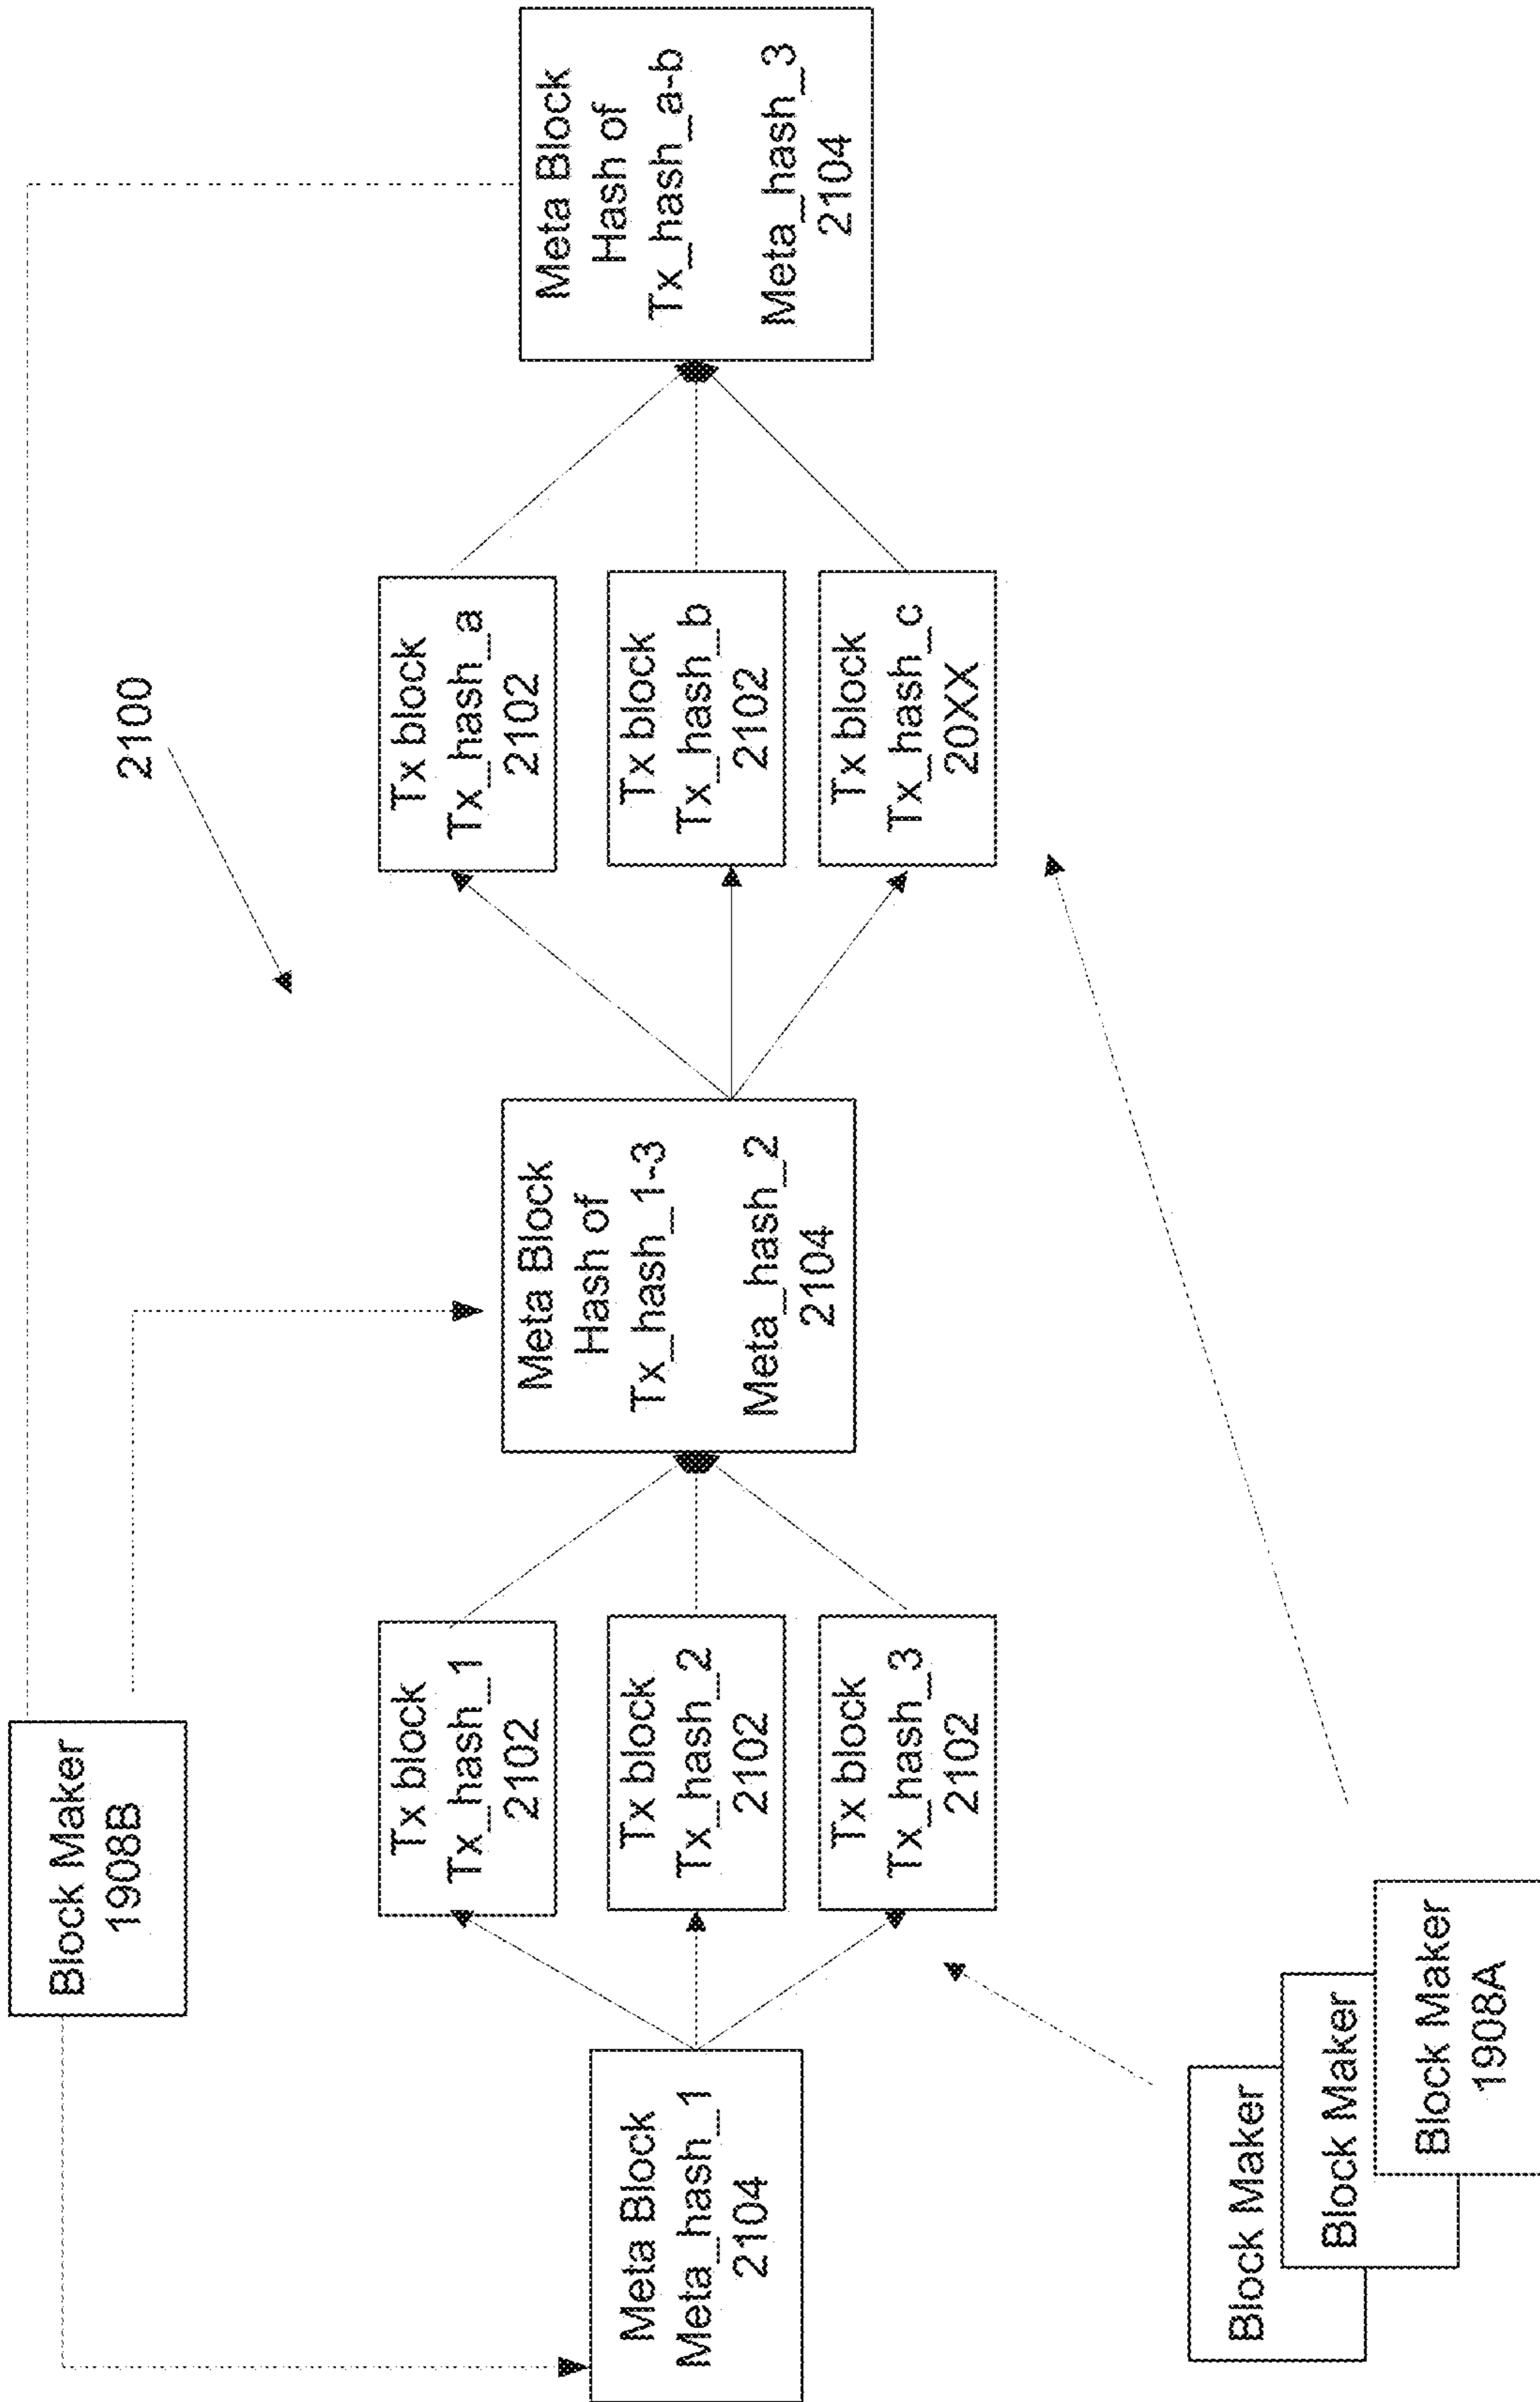 Block Maker
1908B
2100
Meta Block
Meta_hash_1
2104
Tx block
Tx_hash_1
2102
Tx block
Tx_hash_2
2102
Tx block
Tx_hash_3
2102
Meta Block
Hash of
Tx_hash_1-3
Meta_hash_2
2104
Tx block
Tx_hash_a
2102
Tx block
Tx_hash_b
2102
Tx block
Tx_hash_c
20XX
Meta Block
Hash of
Tx_hash_a-b
Meta_hash_3
2104
Block Maker
Block Maker
Block Maker
1908A